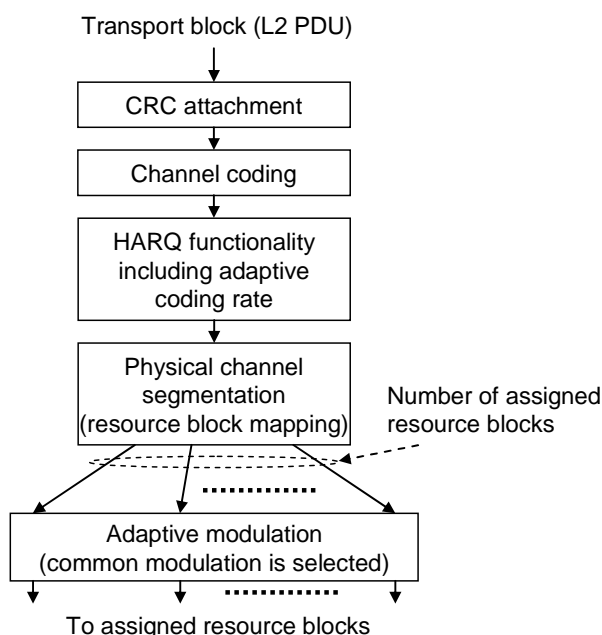 Transport block (L2 PDU)
CRC attachment
Channel coding
HARQ functionality
including adaptive
coding rate
Physical channel
segmentation
(resource block mapping)
Number of assigned
resource blocks
Adaptive modulation
(common modulation is selected)
To assigned resource blocks